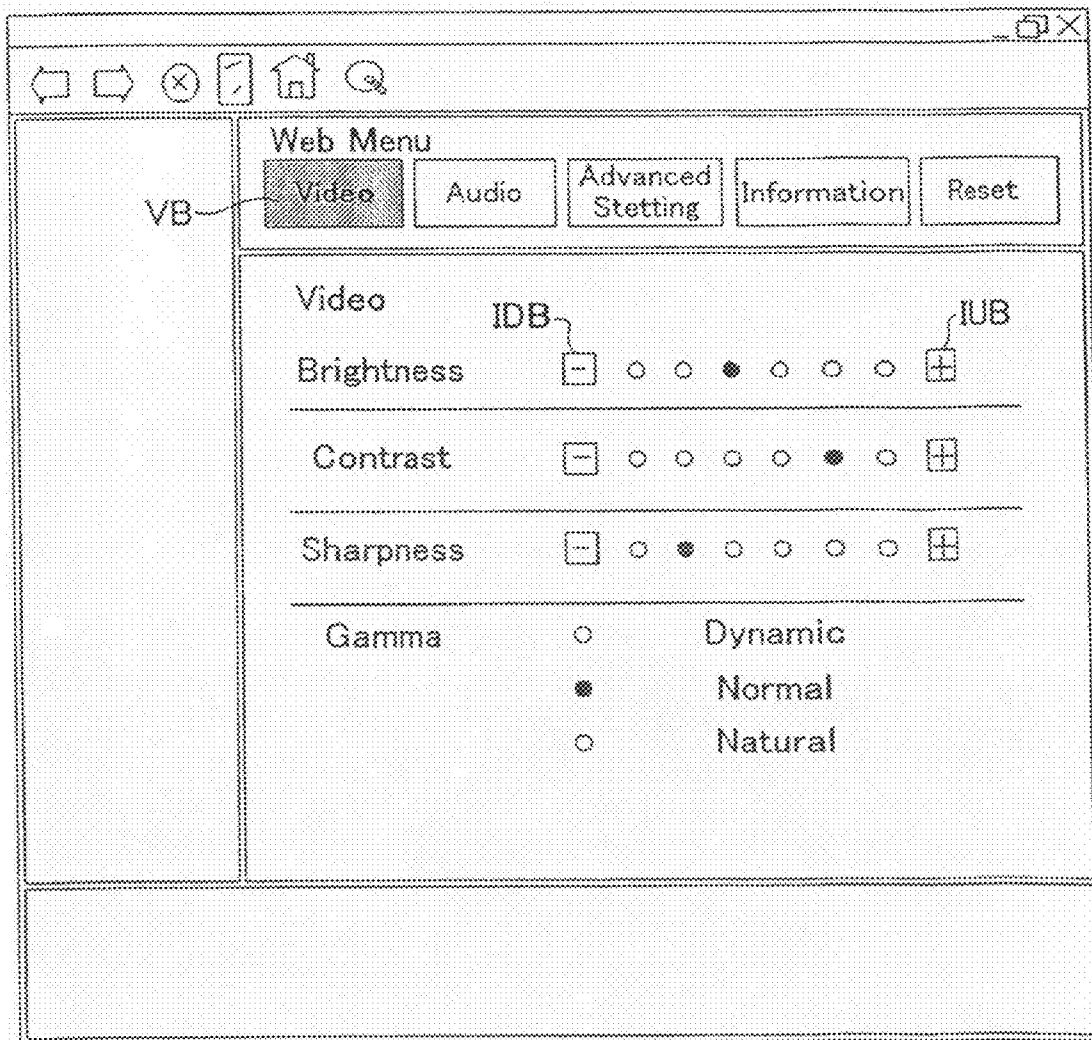 Web Menu
Video Audio Advanced Stetting Information Reset
VB
Video
IDB IUB
Brightness - +
Contrast - +
Sharpness - +
Gamma Dynamic
Normal
Natural